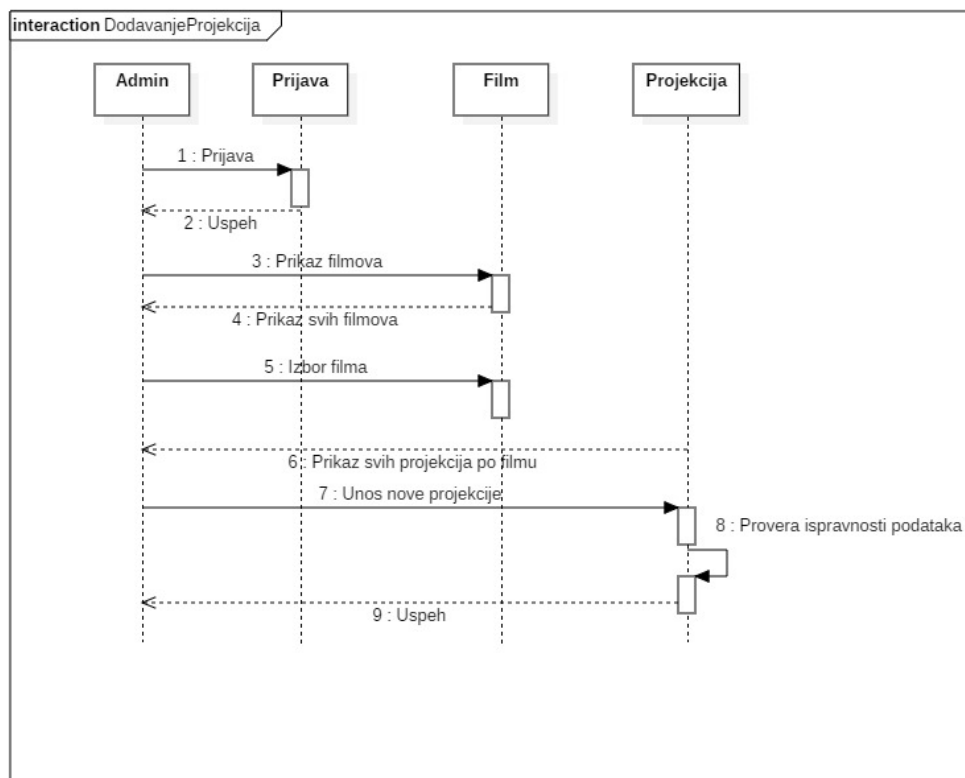 interaction DodavanjeProjekcija
Admin
Prijava
Film
Projekcija
1 : Prijava
2 : Uspeh
3 : Prikaz filmova
4 : Prikaz svih filmova
5 : Izbor filma
6 : Prikaz svih projekcija po filmu
7 : Unos nove projekcije
8 : Provera ispravnosti podataka
9 : Uspeh